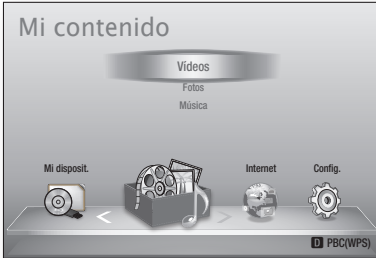 Mi contenido
Vídeos
Fotos
Música
Mi disposit.
Internet
Config.
D PBC(WPS)